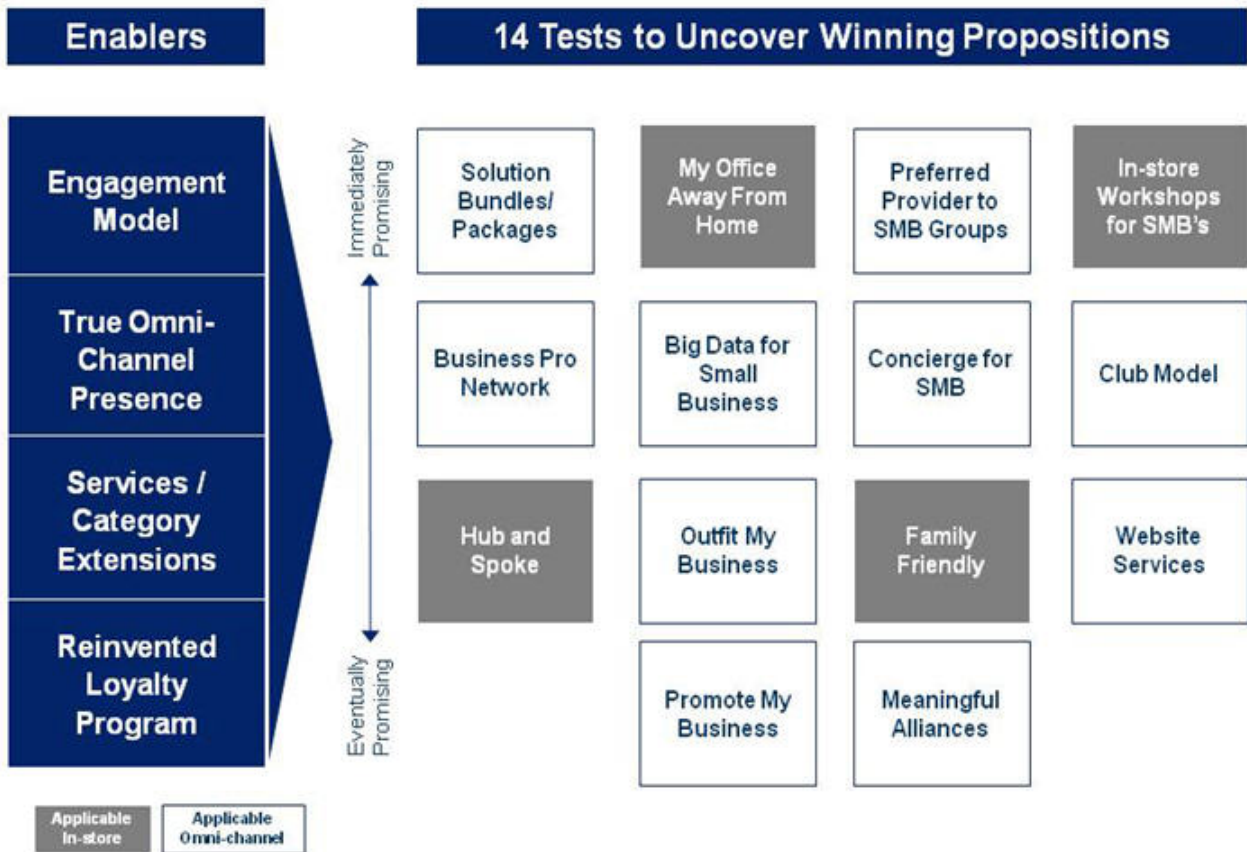 Enablers
14 Tests to Uncover Winning Propositions
Engagement
Model
True Omni-
Channel
Presence
Services /
Category
Extensions
Reinvented
Loyalty
Program
Immediately
Promising
Eventually
Promising
Solution
Bundles/
Packages
My Office
Away From
Home
Preferred
Provider to
SMB Groups
In-store
Workshops
for SMB's
Business Pro
Network
Big Data for
Small
Business
Concierge for
SMB
Club Model
Hub and
Spoke
Outfit My
Business
Family
Friendly
Website
Services
Promote My
Business
Meaningful
Alliances
Applicable
In-store
Applicable
Omni-channel